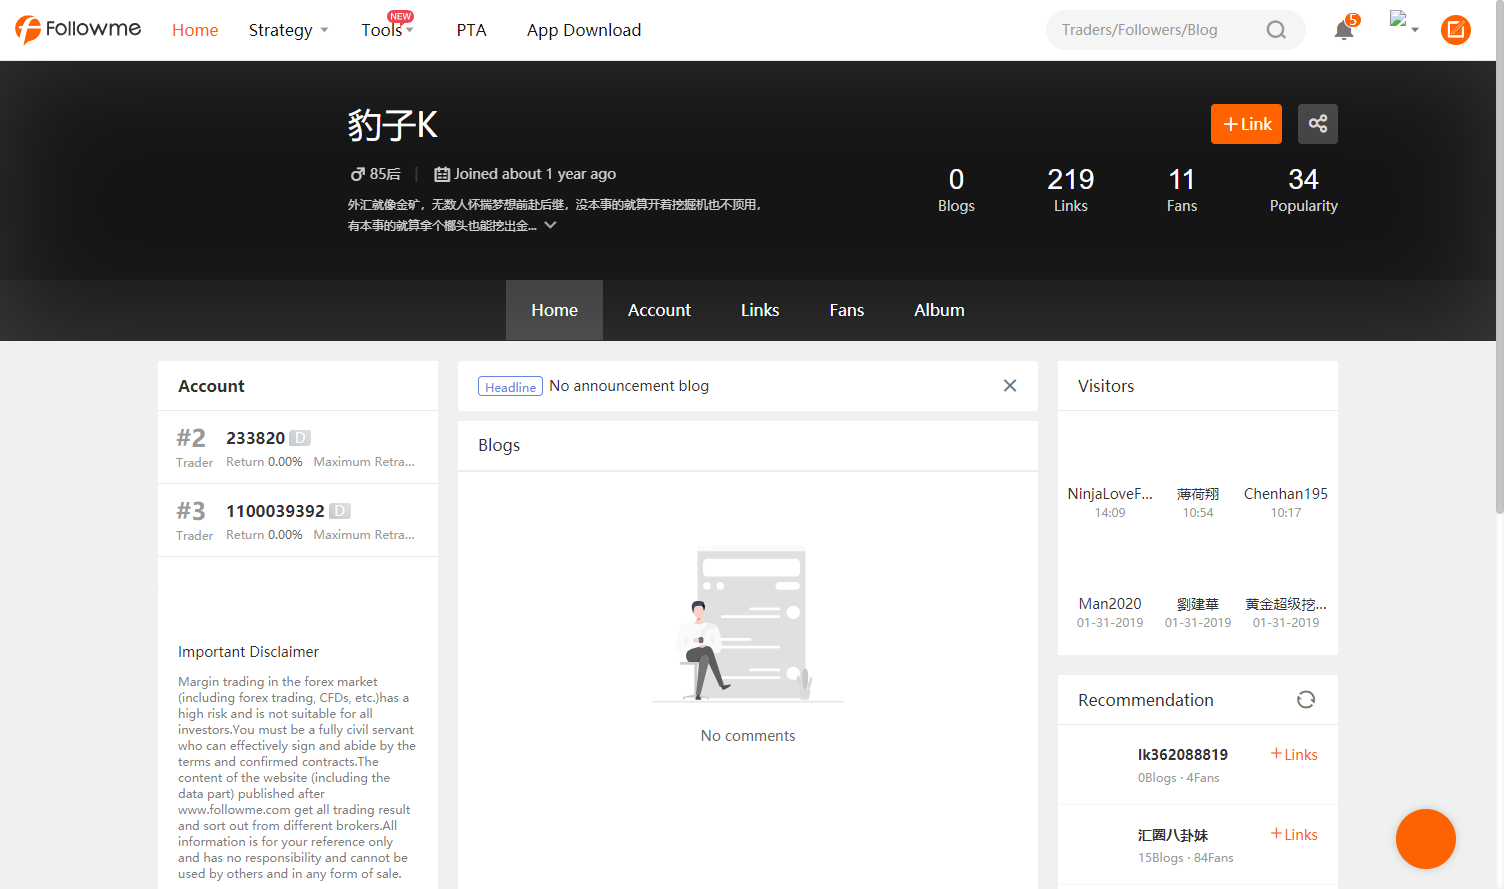 Followme Home Strategy Tools NEW PTA App Download Traders/Followers/Blog 5
豹子K
+Link
85后 | Joined about 1 year ago
外汇就像金矿，无数人怀揣梦想前赴后继，没本事的就算开着挖掘机也不顶用，
有本事的就算拿个榔头也能挖出金...
0 219 11 34
Blogs Links Fans Popularity
Home Account Links Fans Album
Account
#2 233820 D
Trader Return 0.00% Maximum Retra...
#3 1100039392 D
Trader Return 0.00% Maximum Retra...
Important Disclaimer
Margin trading in the forex market
(including forex trading, CFDs, etc.)has a
high risk and is not suitable for all
investors.You must be a fully civil servant
who can effectively sign and abide by the
terms and confirmed contracts.The
content of the website (including the
data part) published after
www.followme.com get all trading result
and sort out from different brokers.All
information is for your reference only
and has no responsibility and cannot be
used by others and in any form of sale.
Headline No announcement blog
Blogs
No comments
Visitors
NinjaLoveF... 薄荷翔 Chenhan195
14:09 10:54 10:17
Man2020 劉建華 黄金超级挖...
01-31-2019 01-31-2019 01-31-2019
Recommendation
lk362088819 +Links
0Blogs · 4Fans
汇圈八卦妹 +Links
15Blogs · 84Fans